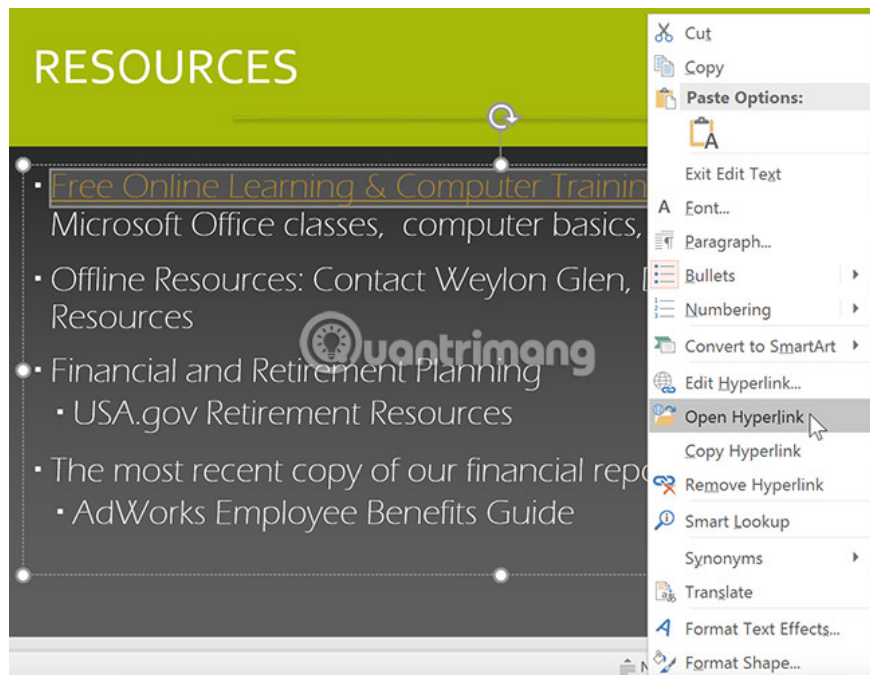 RESOURCES
Free Online Learning & Computer Trainin
Microsoft Office classes, computer basics,
Offline Resources: Contact Weylon Glen,
Resources
Financial and Retirement Planning
USA.gov Retirement Resources
The most recent copy of our financial repo
AdWorks Employee Benefits Guide
Quantrimang
Cut
Copy
Paste Options:
Exit Edit Text
Font...
Paragraph...
Bullets
Numbering
Convert to SmartArt
Edit Hyperlink...
Open Hyperlink
Copy Hyperlink
Remove Hyperlink
Smart Lookup
Synonyms
Translate
Format Text Effects...
Format Shape...